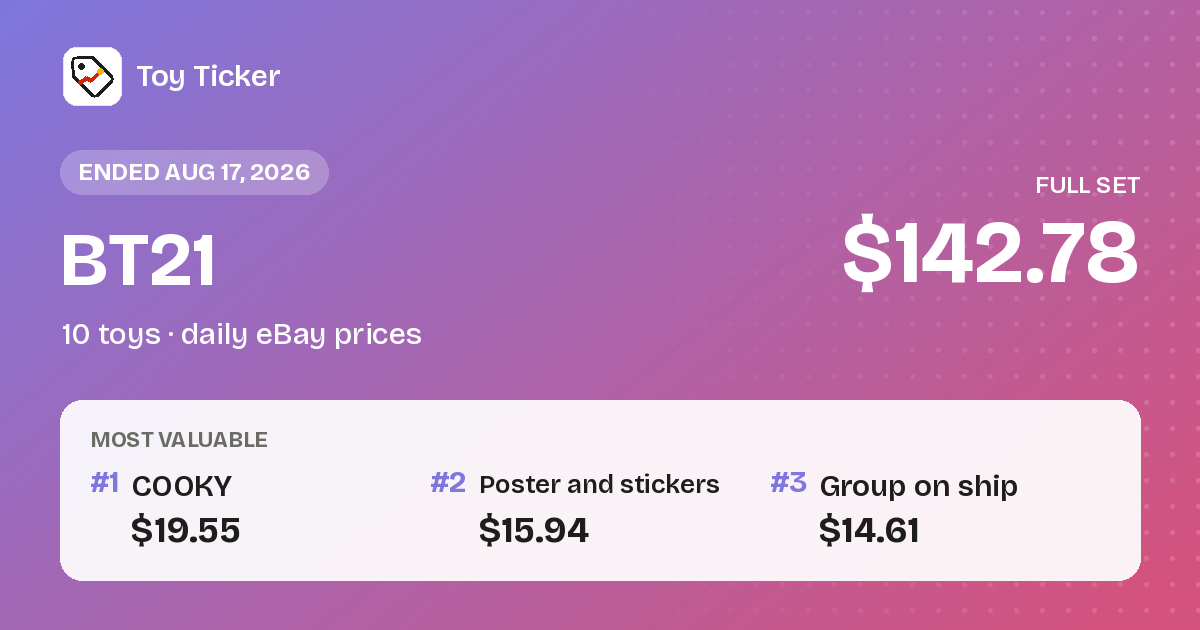 Toy Ticker
ENDED AUG 17, 2026
BT21
10 toys · daily eBay prices
FULL SET
$142.78
MOST VALUABLE
#1 COOKY
$19.55
#2 Poster and stickers
$15.94
#3 Group on ship
$14.61